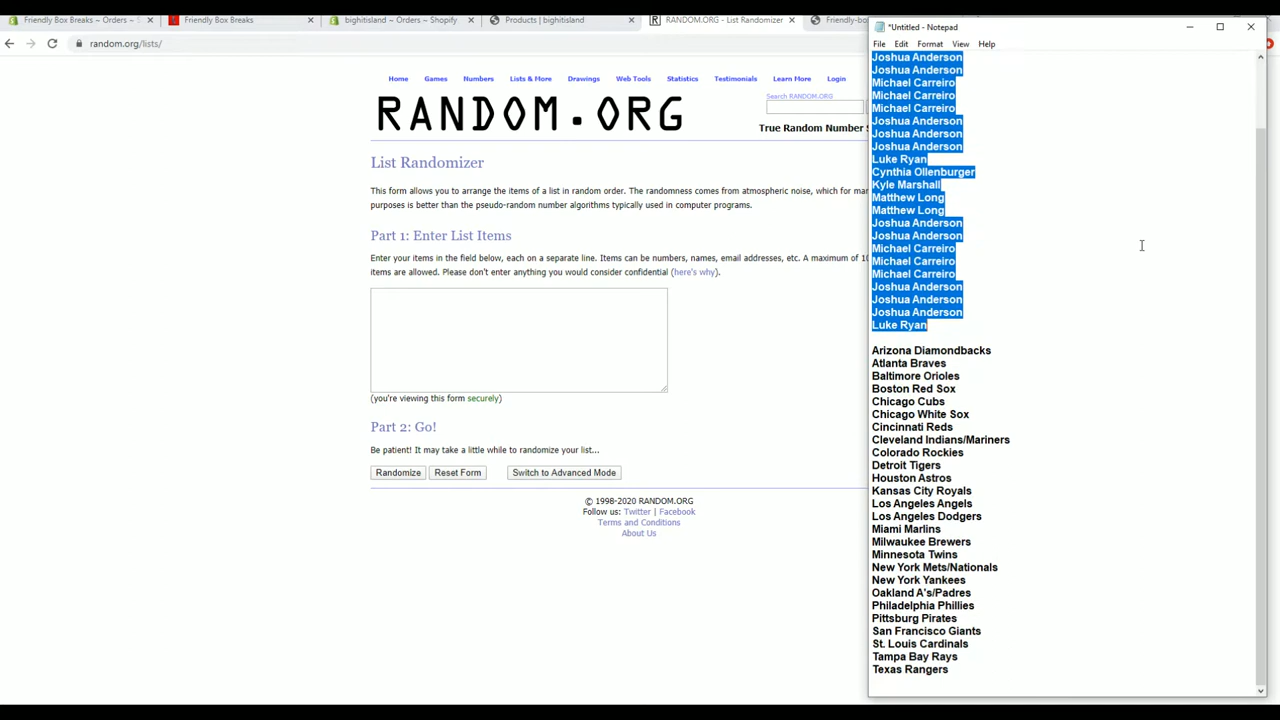 Friendly Box Breaks ~ Orders ~ S
Friendly Box Breaks
bighitisland ~ Orders ~ Shopify
Products | bighitisland
RANDOM.ORG - List Randomizer
Friendly-bo
random.org/lists/
Home Games Numbers Lists & More Drawings Web Tools Statistics Testimonials Learn More Login
Search RANDOM.ORG
RANDOM.ORG
True Random Number S
List Randomizer
This form allows you to arrange the items of a list in random order. The randomness comes from atmospheric noise, which for man
purposes is better than the pseudo-random number algorithms typically used in computer programs.
Part 1: Enter List Items
Enter your items in the field below, each on a separate line. Items can be numbers, names, email addresses, etc. A maximum of 10
items are allowed. Please don't enter anything you would consider confidential (here's why).
(you're viewing this form securely)
Part 2: Go!
Be patient! It may take a little while to randomize your list...
Randomize Reset Form Switch to Advanced Mode
© 1998-2020 RANDOM.ORG
Follow us: Twitter | Facebook
Terms and Conditions
About Us
*Untitled - Notepad
File Edit Format View Help
Joshua Anderson
Joshua Anderson
Michael Carreiro
Michael Carreiro
Michael Carreiro
Joshua Anderson
Joshua Anderson
Joshua Anderson
Luke Ryan
Cynthia Ollenburger
Kyle Marshall
Matthew Long
Matthew Long
Joshua Anderson
Joshua Anderson
Michael Carreiro
Michael Carreiro
Michael Carreiro
Joshua Anderson
Joshua Anderson
Joshua Anderson
Luke Ryan
Arizona Diamondbacks
Atlanta Braves
Baltimore Orioles
Boston Red Sox
Chicago Cubs
Chicago White Sox
Cincinnati Reds
Cleveland Indians/Mariners
Colorado Rockies
Detroit Tigers
Houston Astros
Kansas City Royals
Los Angeles Angels
Los Angeles Dodgers
Miami Marlins
Milwaukee Brewers
Minnesota Twins
New York Mets/Nationals
New York Yankees
Oakland A's/Padres
Philadelphia Phillies
Pittsburg Pirates
San Francisco Giants
St. Louis Cardinals
Tampa Bay Rays
Texas Rangers